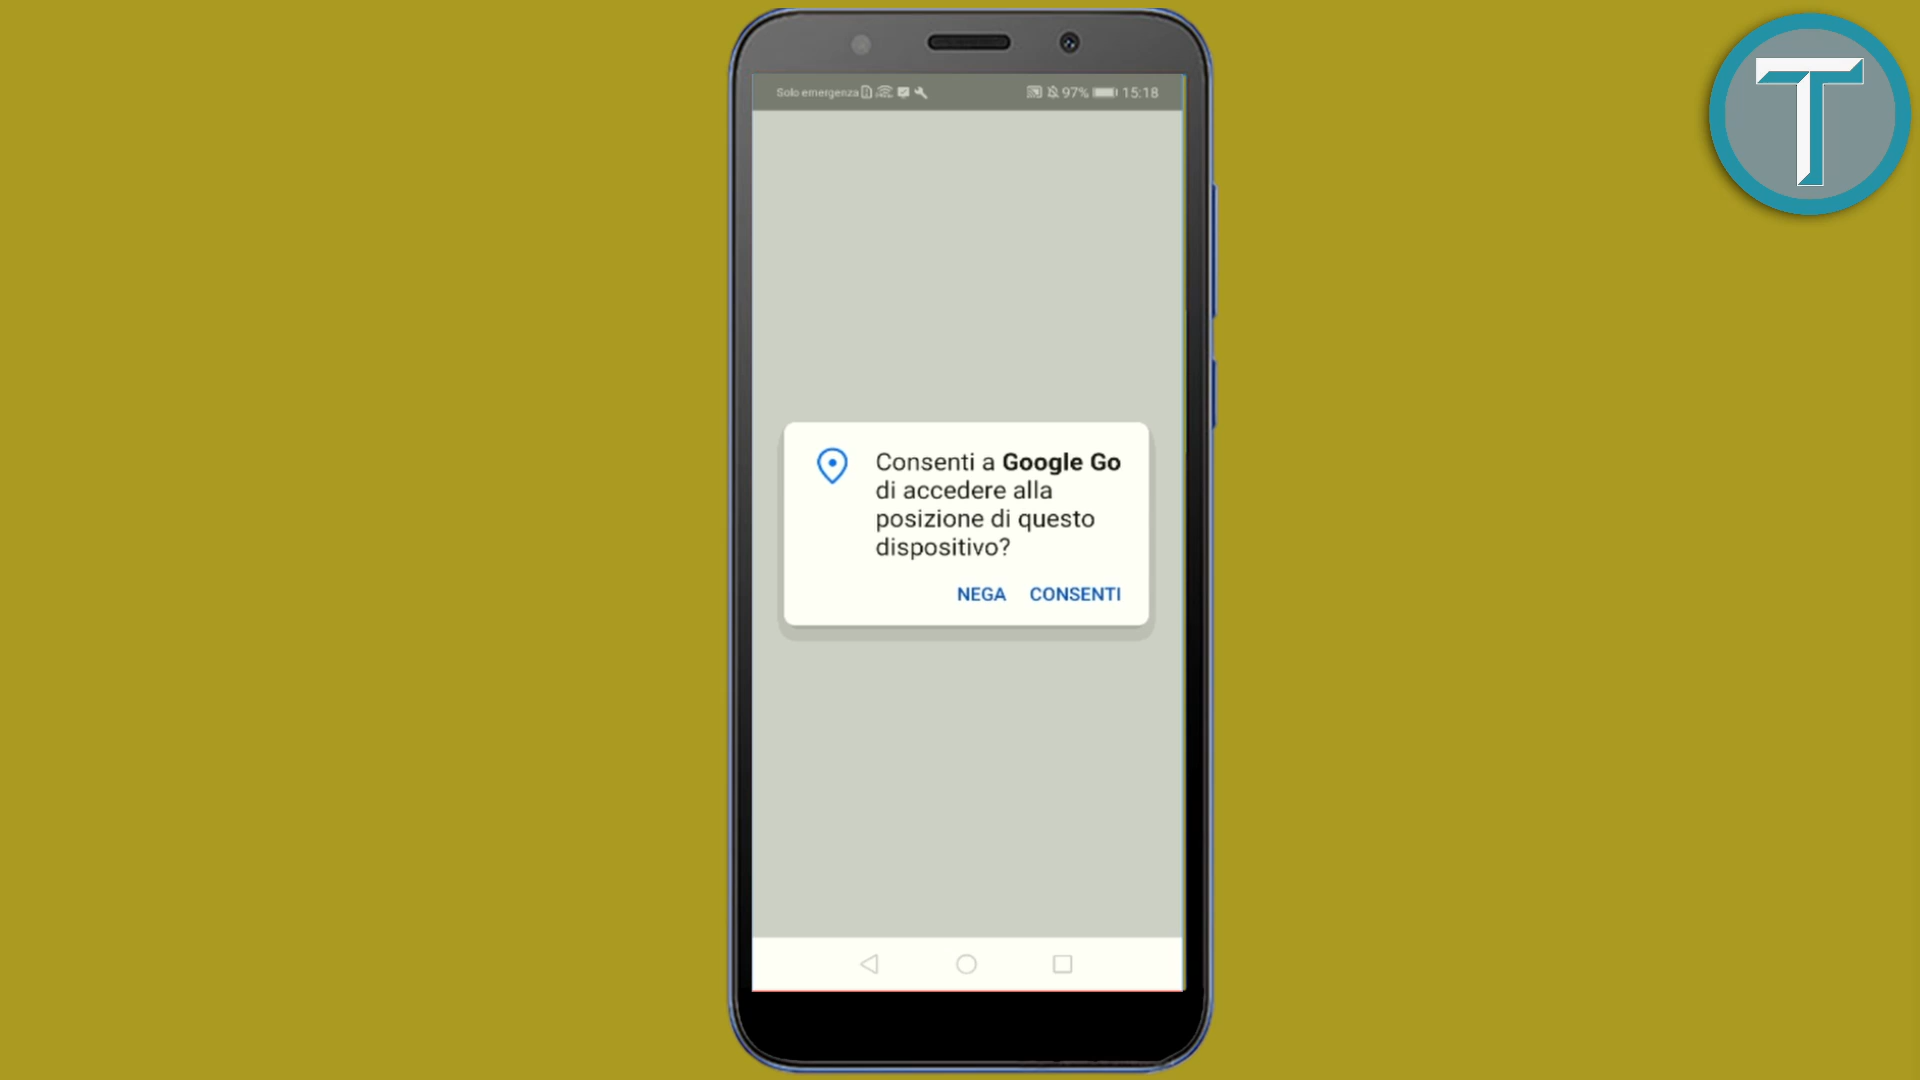 Solo emergenza 97% 15:18
Consenti a Google Go
di accedere alla
posizione di questo
dispositivo?
NEGA CONSENTI
T